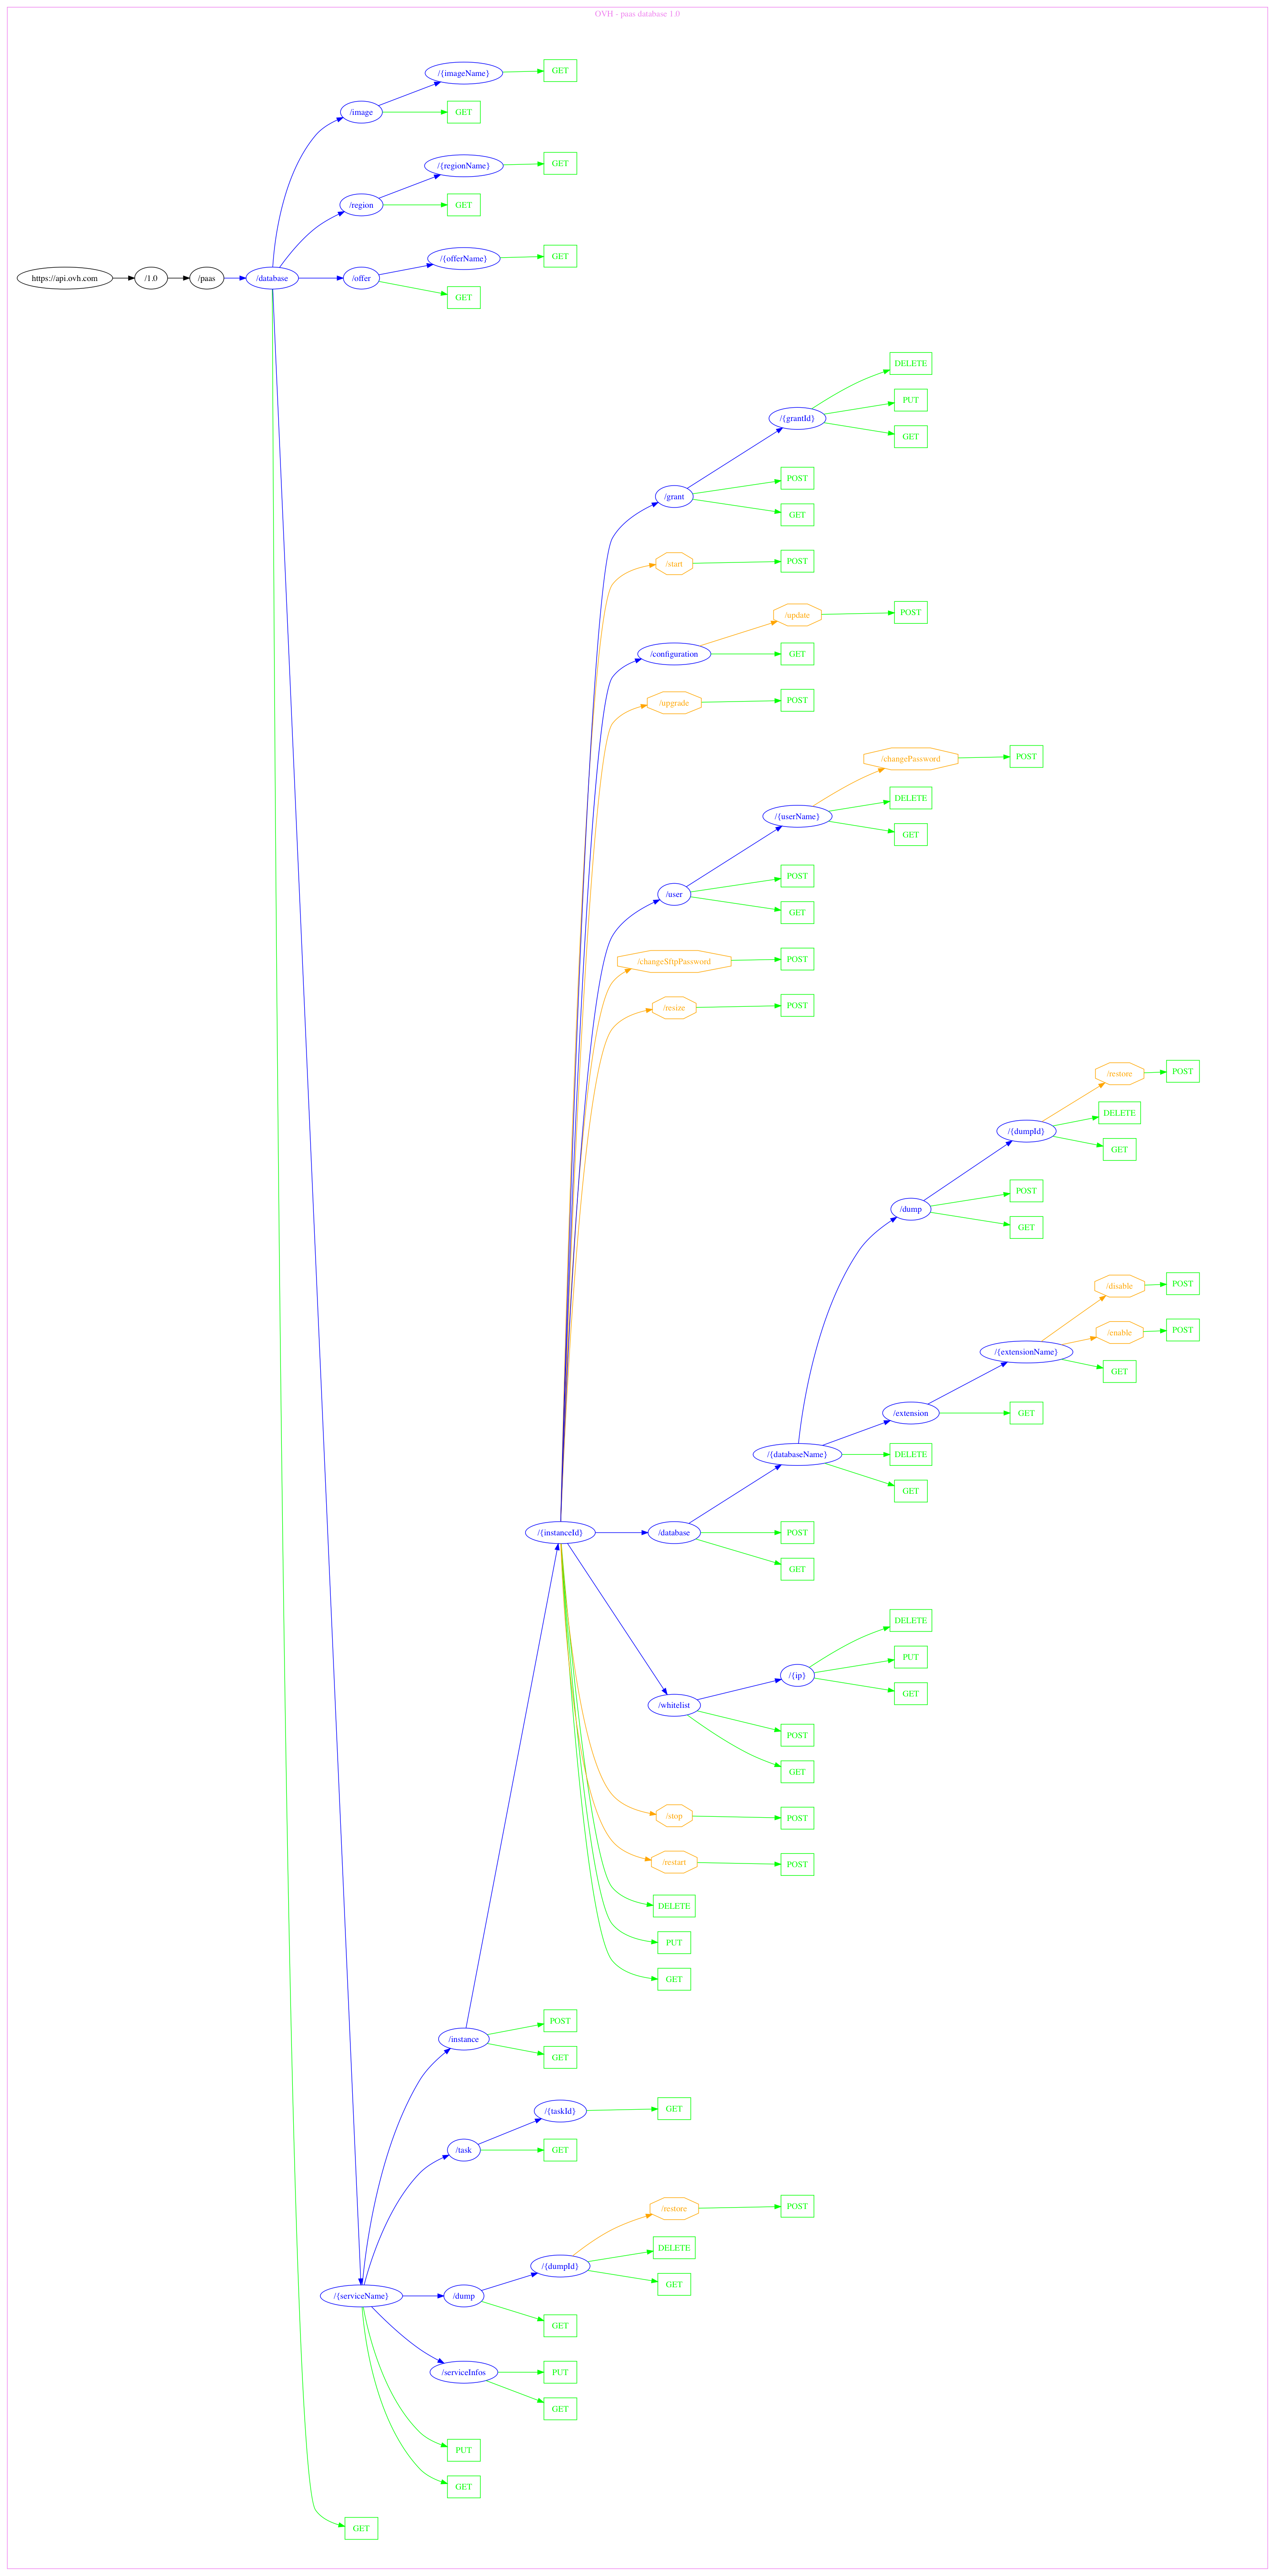 OVH - paas database 1.0
/{imageName}
GET
/image
GET
/{regionName}
GET
/region
GET
/{offerName}
GET
https://api.ovh.com
/1.0
/paas
/database
/offer
GET
DELETE
/{grantId}
PUT
GET
POST
/grant
GET
/start
POST
/update
POST
/configuration
GET
/upgrade
POST
/changePassword
POST
DELETE
/{userName}
GET
POST
/user
GET
/changeSftpPassword
POST
/resize
POST
/restore
POST
DELETE
/{dumpId}
GET
POST
/dump
GET
/disable
POST
/enable
POST
/{extensionName}
GET
/extension
GET
/{databaseName}
DELETE
GET
/{instanceId}
/database
POST
GET
DELETE
PUT
/{ip}
GET
/whitelist
POST
GET
/stop
POST
/restart
POST
DELETE
PUT
GET
POST
/instance
GET
/{taskId}
GET
/task
GET
/restore
POST
DELETE
/{dumpId}
GET
/{serviceName}
/dump
GET
/serviceInfos
PUT
GET
PUT
GET
GET